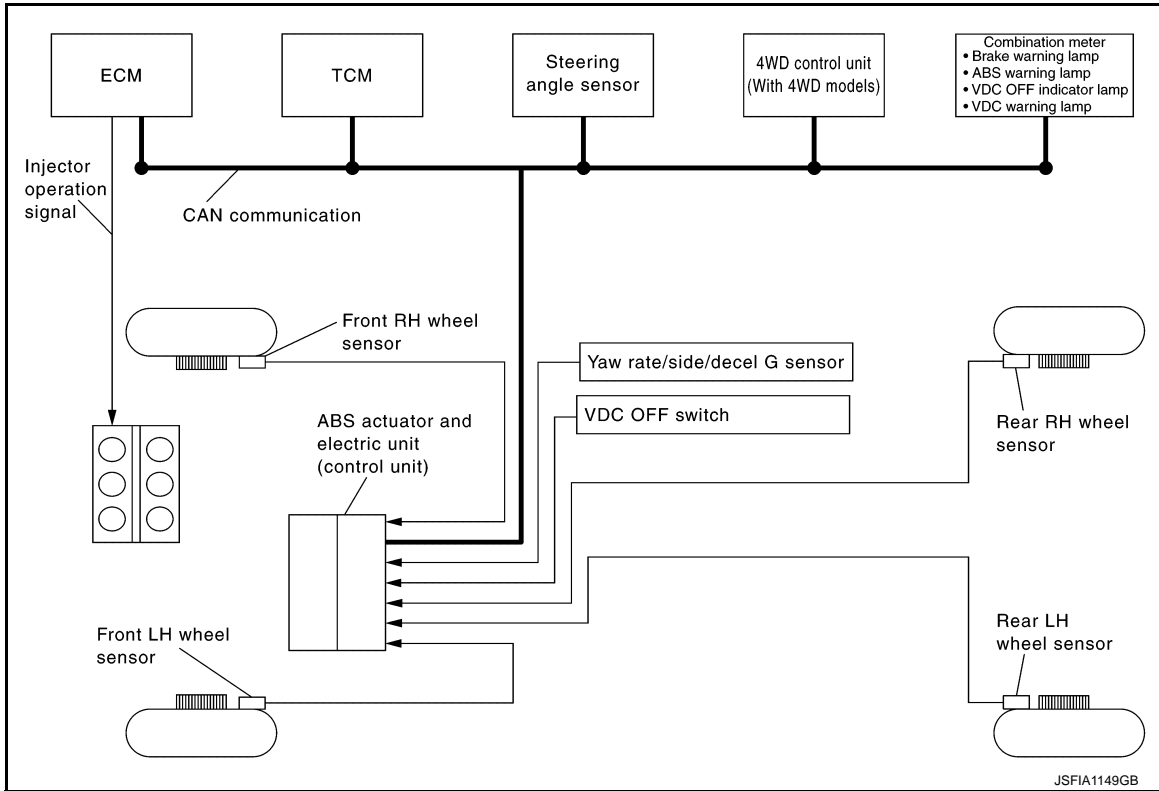 ECM
TCM
Steering
angle sensor
4WD control unit
(With 4WD models)
Combination meter
• Brake warning lamp
• ABS warning lamp
• VDC OFF indicator lamp
• VDC warning lamp
Injector
operation
signal
CAN communication
Front RH wheel
sensor
Yaw rate/side/decel G sensor
VDC OFF switch
ABS actuator and
electric unit
(control unit)
Rear RH wheel
sensor
Front LH wheel
sensor
Rear LH
wheel sensor
JSFIA1149GB